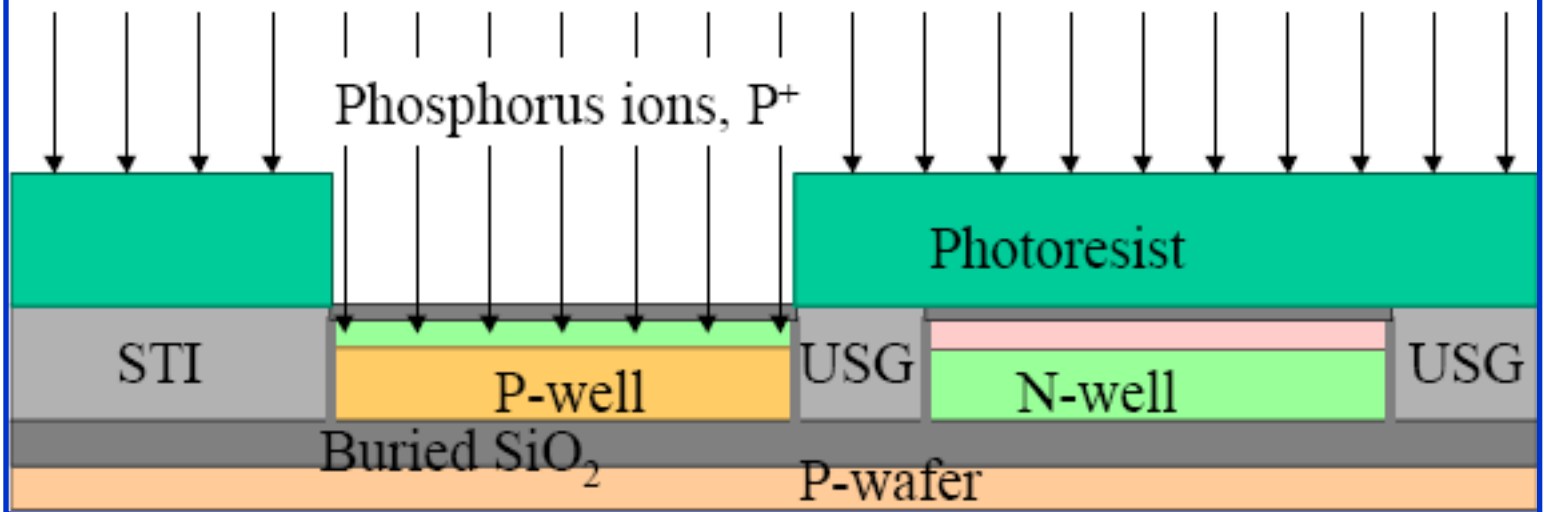 Phosphorus ions, P⁺
Photoresist
STI
USG
USG
P-well
N-well
Buried SiO₂
P-wafer